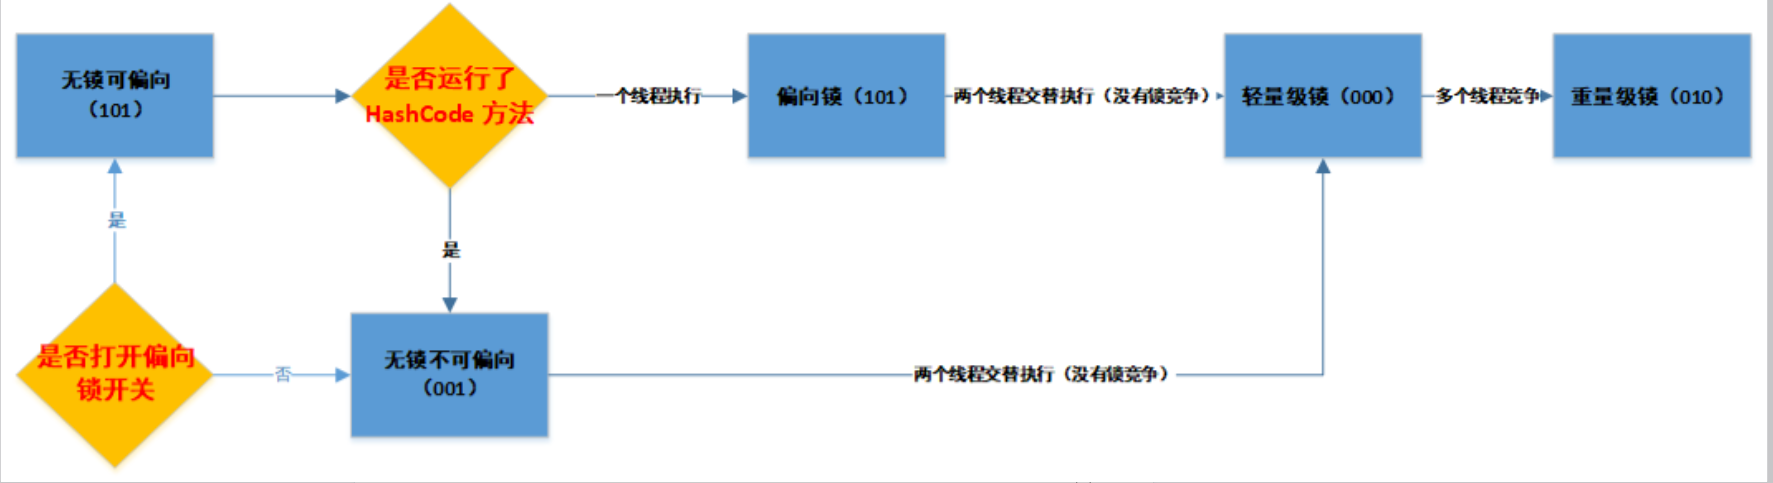 无锁可偏向
（101）
是否运行了
HashCode 方法
一个线程执行
偏向锁（101）
两个线程交替执行（没有锁竞争）
轻量级锁（000）
多个线程竞争
重量级锁（010）
是
是
是否打开偏向
锁开关
否
无锁不可偏向
（001）
两个线程交替执行（没有锁竞争）